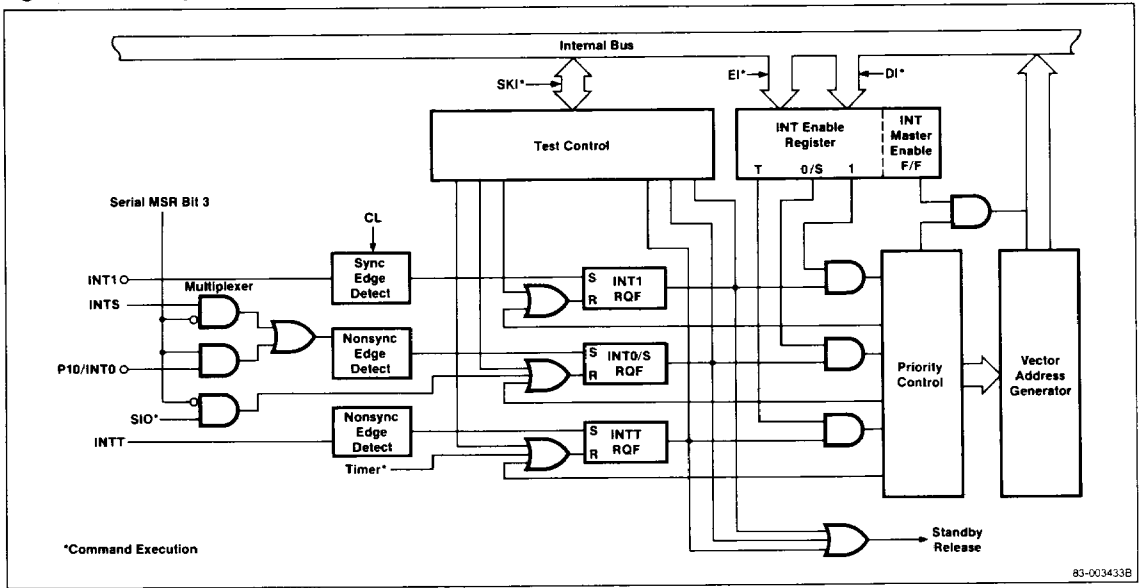 Internal Bus
SKI*
EI*
DI*
Test Control
INT Enable
Register
T 0/S 1
INT
Master
Enable
F/F
Serial MSR Bit 3
CL
INT1
Sync
Edge
Detect
S INT1
R RQF
INTS
Multiplexer
P10/INT0
Nonsync
Edge
Detect
S INT0/S
R RQF
SIO*
INTT
Nonsync
Edge
Detect
S INTT
R RQF
Timer*
Priority
Control
Vector
Address
Generator
Standby
Release
*Command Execution
83-003433B